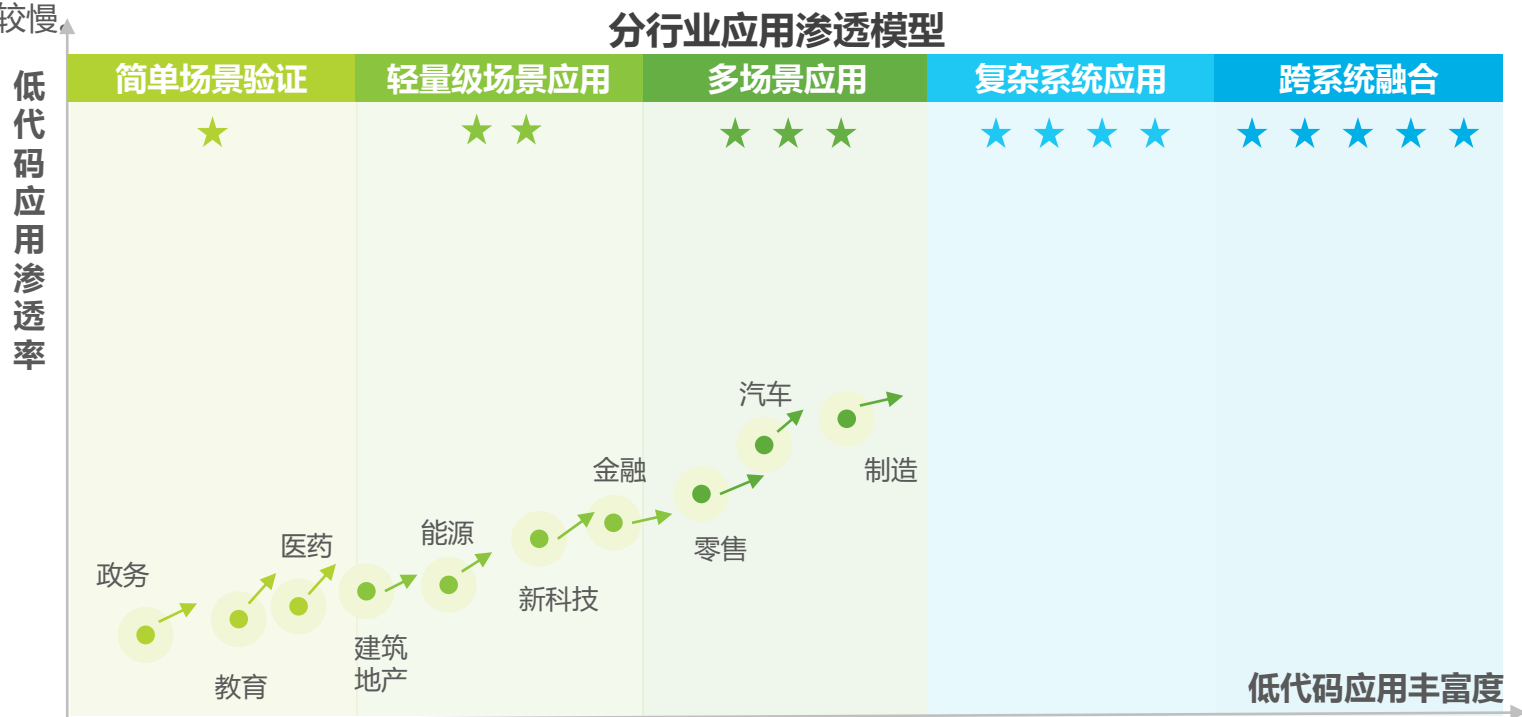 较慢。
分行业应用渗透模型
简单场景验证
轻量级场景应用
多场景应用
复杂系统应用
跨系统融合
低代码应用渗透率
汽车
制造
金融
零售
能源
新科技
医药
建筑
地产
政务
教育
低代码应用丰富度